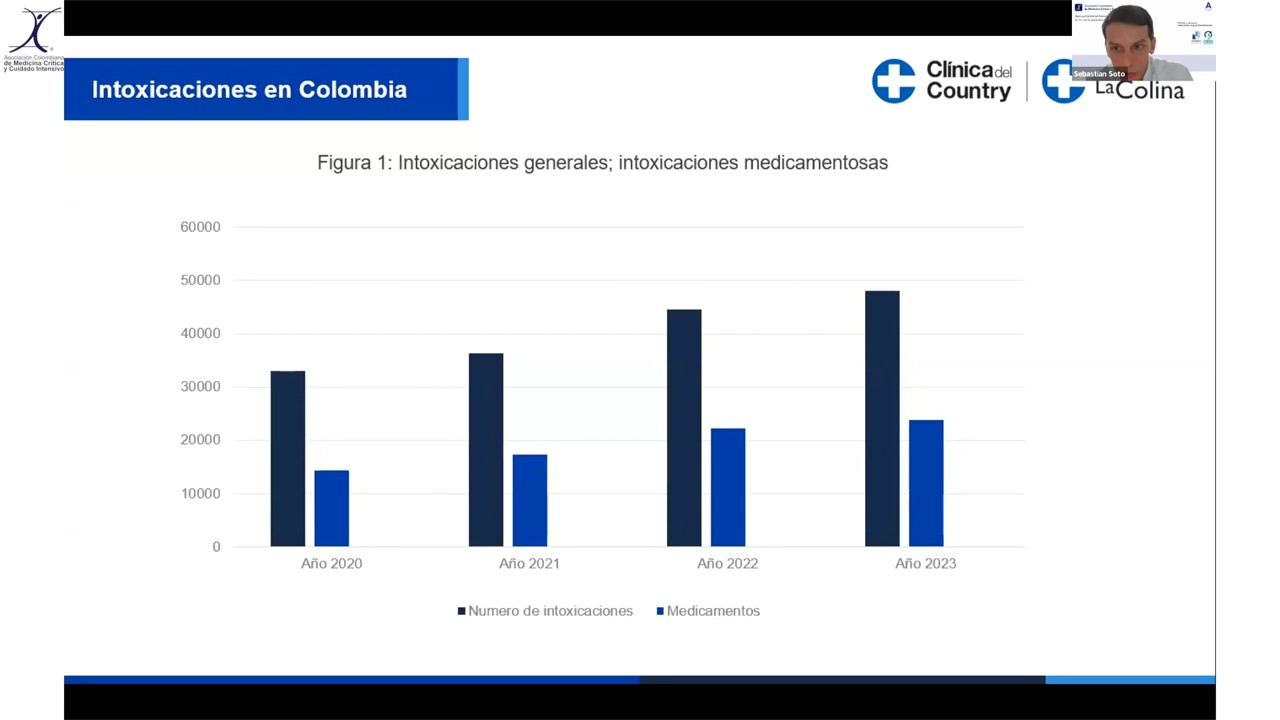 Asociación Colombiana
de Medicina Crítica
y Cuidado Intensivo
Intoxicaciones en Colombia
Clínica del
Country
La Colina
Sebastian Soto
Figura 1: Intoxicaciones generales; intoxicaciones medicamentosas
60000
50000
40000
30000
20000
10000
0
Año 2020
Año 2021
Año 2022
Año 2023
Numero de intoxicaciones
Medicamentos